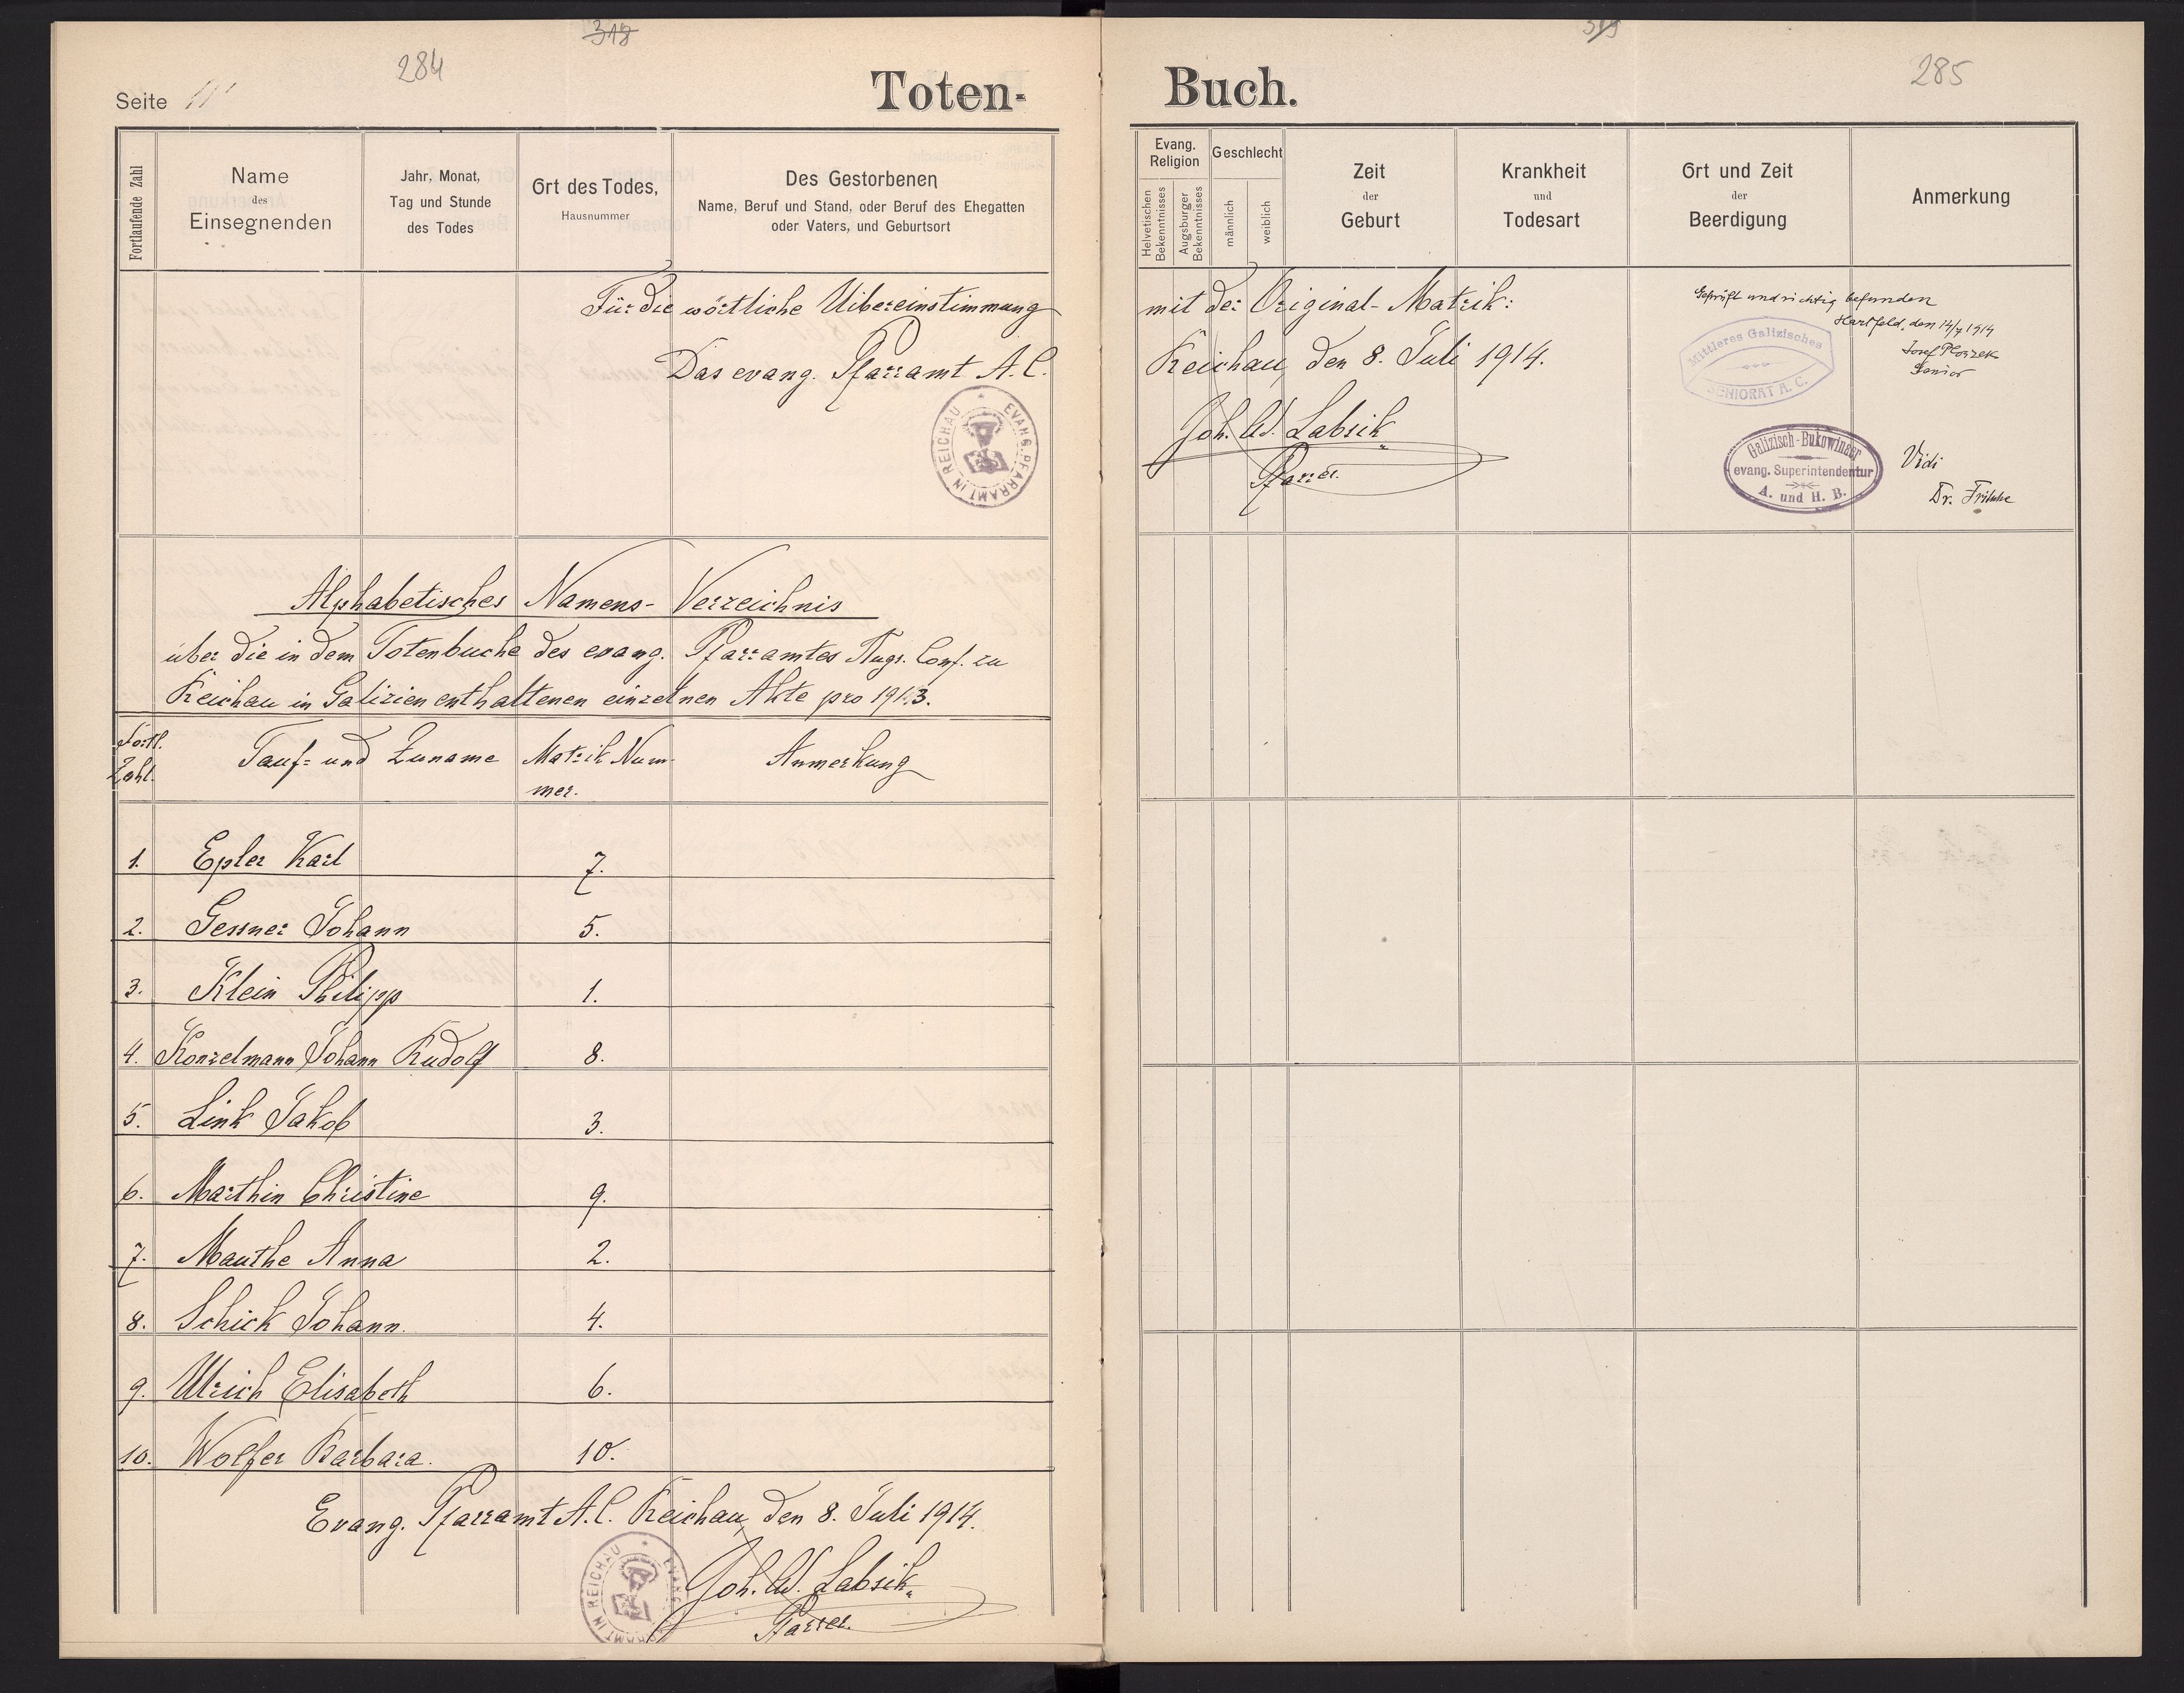 284
318
Seite 11
Toten-
Fortlaufende Zahl
Name
des
Einsegnenden
Jahr, Monat,
Tag und Stunde
des Todes
Ort des Todes,
Hausnummer
Des Gestorbenen
Name, Beruf und Stand, oder Beruf des Ehegatten
oder Vaters, und Geburtsort
Für die wörtliche Uibereinstimmung
Das evang. Pfarramt A. C.
EVANG. PFARRAMT IN REICHAU
Alphabetisches Namens-Verzeichnis
über die in dem Totenbuche des evang. Pfarramtes Augs. Conf. zu
Reichau in Galizien enthaltenen einzelnen Akte pro 1913.
Fortl. Zahl.
Tauf- und Zuname
Matrik Num-
mer.
Anmerkung
1. Epler Karl 7.
2. Gessner Johann 5.
3. Klein Philipp 1.
4. Konzelmann Johann Rudolf 8.
5. Link Jakob 3.
6. Marthin Christine 9.
7. Mauthe Anna 2.
8. Schick Johann. 4.
9. Ulrich Elisabeth 6.
10. Wolfer Barbara. 10.
Evang. Pfarramt A. C. Reichau, den 8. Juli 1914.
EVANG. PFARRAMT IN REICHAU
Joh. W. Labsik
Pfarrer.
285
Buch.
Evang.
Religion
Helvetischen
Bekenntnisses
Augsburger
Bekenntnisses
Geschlecht
männlich
weiblich
Zeit
der
Geburt
Krankheit
und
Todesart
Ort und Zeit
der
Beerdigung
Anmerkung
mit der Original-Matrik:
Reichau, den 8. Juli 1914.
Joh. W. Labsik
Pfarrer.
Geprüft und richtig befunden
Hartfeld, den 14/7 1914
Josef Ploszek
Senior
Mittleres Galizisches
SENIORAT A. C.
Galizisch-Bukowinaer
evang. Superintendentur
A. und H. B.
Vidi
Dr. Fritsche